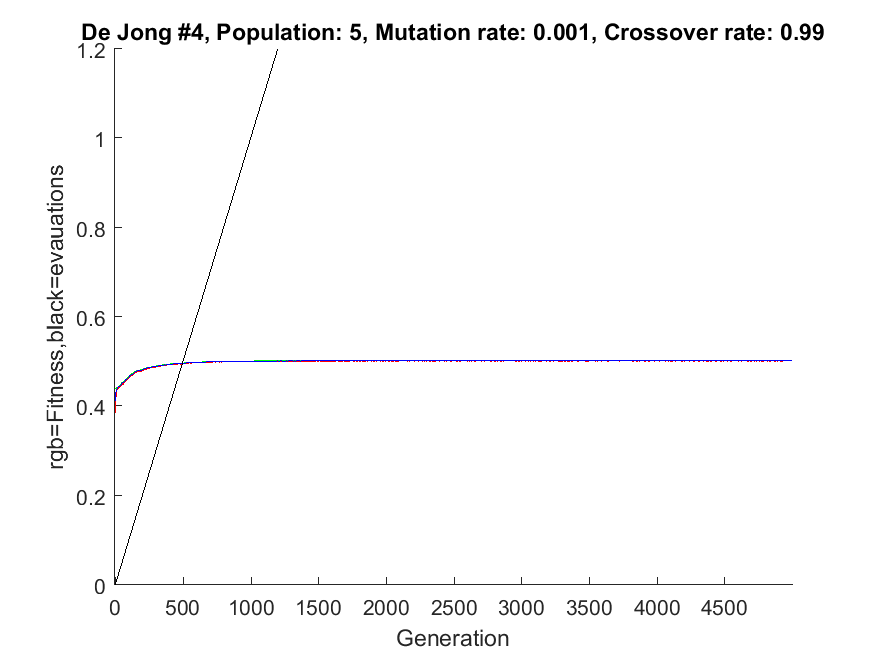 De Jong #4, Population: 5, Mutation rate: 0.001, Crossover rate: 0.99
1.2
1
0.8
0.6
0.4
0.2
0
rgb=Fitness,black=evauations
0 500 1000 1500 2000 2500 3000 3500 4000 4500
Generation